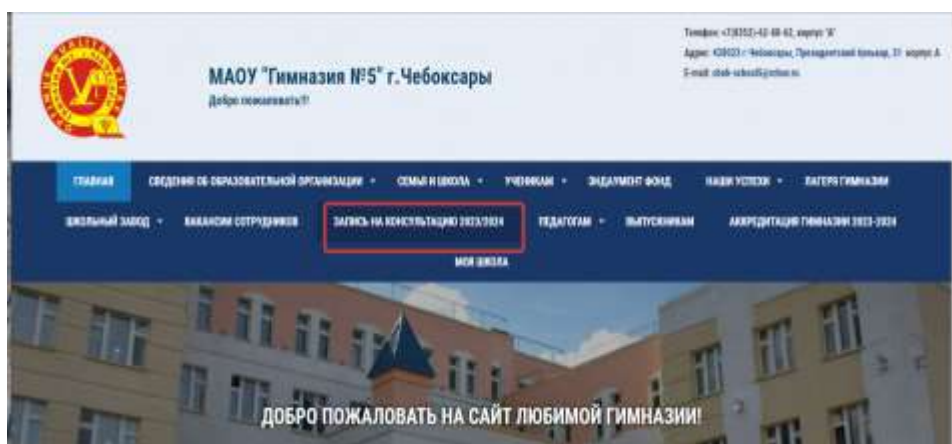 МАОУ "Гимназия №5" г.Чебоксары
Добро пожаловать!!!
ГЛАВНАЯ
СВЕДЕНИЯ ОБ ОБРАЗОВАТЕЛЬНОЙ ОРГАНИЗАЦИИ
СЕМЬЯ И ШКОЛА
УЧЕНИКАМ
ЭНДАУМЕНТ ФОНД
НАШИ УСПЕХИ
ЛАГЕРЯ ГИМНАЗИИ
ШКОЛЬНЫЙ ЗАВОД
ВАКАНСИИ СОТРУДНИКОВ
ЗАПИСЬ НА КОНСУЛЬТАЦИЮ 2023/2024
ПЕДАГОГАМ
ВЫПУСКНИКАМ
АККРЕДИТАЦИЯ ГИМНАЗИИ 2023-2024
МОЯ ШКОЛА
ДОБРО ПОЖАЛОВАТЬ НА САЙТ ЛЮБИМОЙ ГИМНАЗИИ!